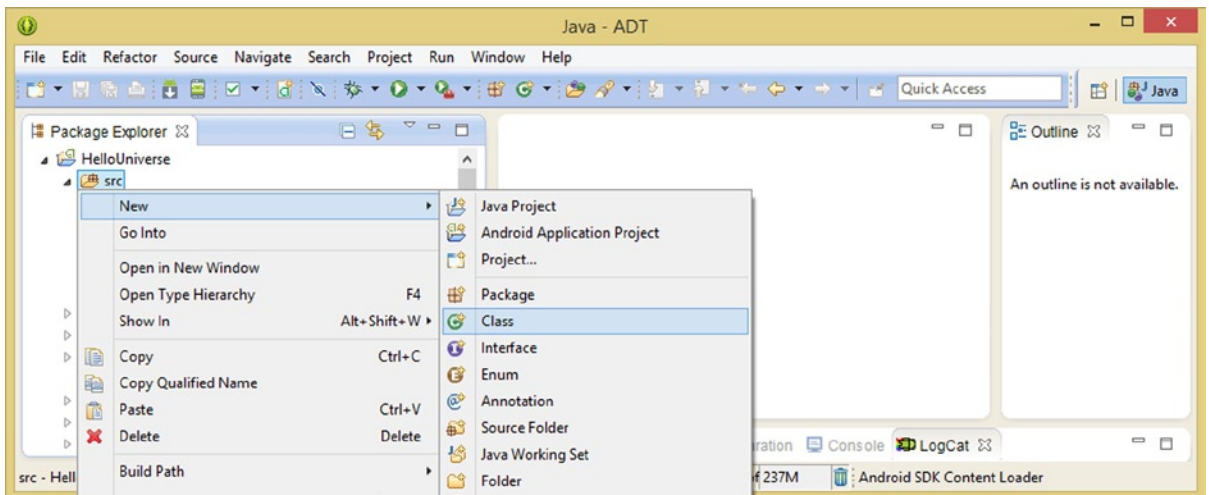 Java - ADT
File Edit Refactor Source Navigate Search Project Run Window Help
Quick Access
Java
Package Explorer
Outline
HelloUniverse
src
An outline is not available.
New
Java Project
Go Into
Android Application Project
Project...
Open in New Window
Open Type Hierarchy F4
Package
Show In Alt+Shift+W
Class
Copy Ctrl+C
Interface
Copy Qualified Name
Enum
Paste Ctrl+V
Annotation
Delete Delete
Source Folder
Java Working Set
Console LogCat
Build Path
Folder
src - Hell
237M Android SDK Content Loader